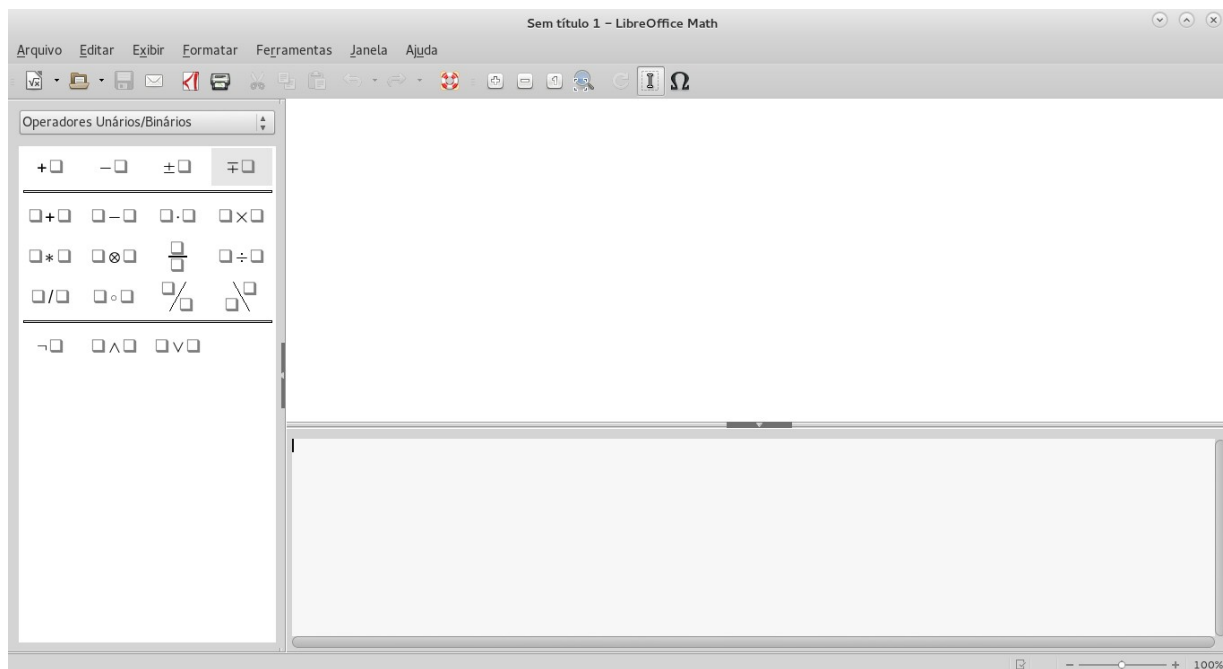 Sem título 1 – LibreOffice Math
Arquivo Editar Exibir Formatar Ferramentas Janela Ajuda
Ω
Operadores Unários/Binários
+□ −□ ±□ ∓□
□+□ □−□ □·□ □×□
□∗□ □⊗□ □/□ □÷□
□/□ □∘□ □/□ □\□
¬□ □∧□ □∨□
100%